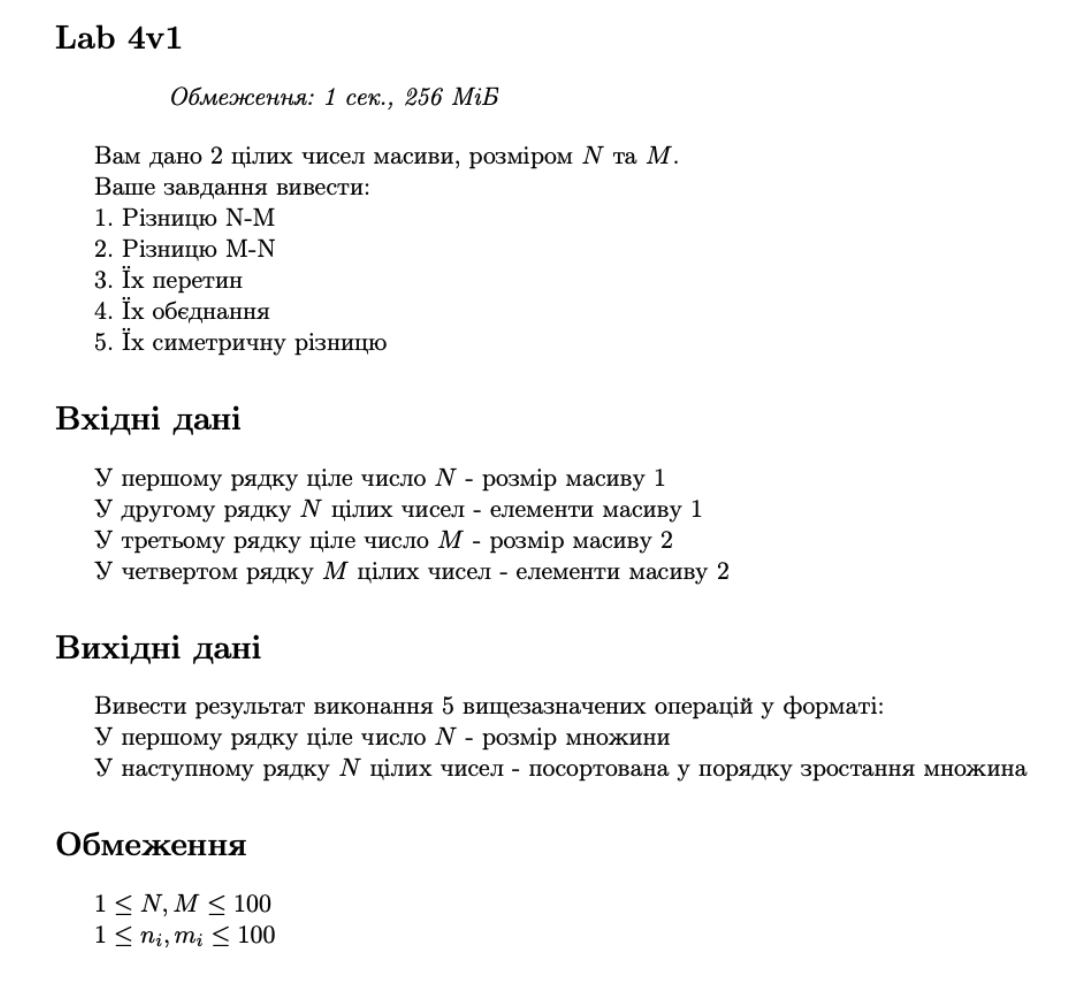 Lab 4v1
Обмеження: 1 сек., 256 МіБ
Вам дано 2 цілих чисел масиви, розміром N та M.
Ваше завдання вивести:
1. Різницю N-M
2. Різницю M-N
3. Їх перетин
4. Їх обєднання
5. Їх симетричну різницю
Вхідні дані
У першому рядку ціле число N - розмір масиву 1
У другому рядку N цілих чисел - елементи масиву 1
У третьому рядку ціле число M - розмір масиву 2
У четвертом рядку M цілих чисел - елементи масиву 2
Вихідні дані
Вивести результат виконання 5 вищезазначених операцій у форматі:
У першому рядку ціле число N - розмір множини
У наступному рядку N цілих чисел - посортована у порядку зростання множина
Обмеження
1 ≤ N, M ≤ 100
1 ≤ nᵢ, mᵢ ≤ 100